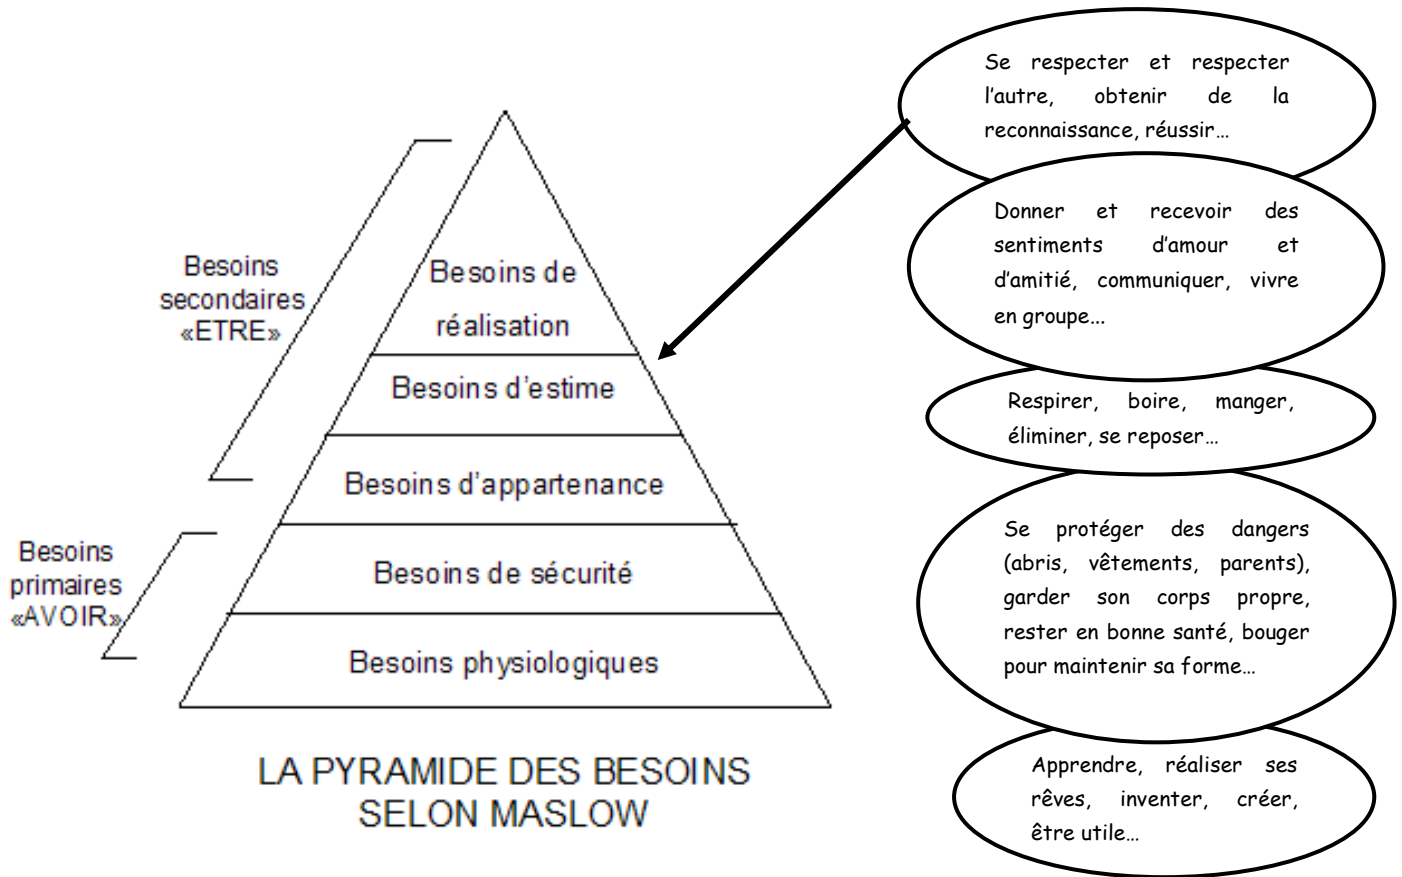 Besoins
secondaires
«ETRE»
Besoins
primaires
«AVOIR»
Besoins de
réalisation
Besoins d'estime
Besoins d'appartenance
Besoins de sécurité
Besoins physiologiques
LA PYRAMIDE DES BESOINS
SELON MASLOW
Se respecter et respecter
l'autre, obtenir de la
reconnaissance, réussir…
Donner et recevoir des
sentiments d'amour et
d'amitié, communiquer, vivre
en groupe...
Respirer, boire, manger,
éliminer, se reposer…
Se protéger des dangers
(abris, vêtements, parents),
garder son corps propre,
rester en bonne santé, bouger
pour maintenir sa forme…
Apprendre, réaliser ses
rêves, inventer, créer,
être utile…